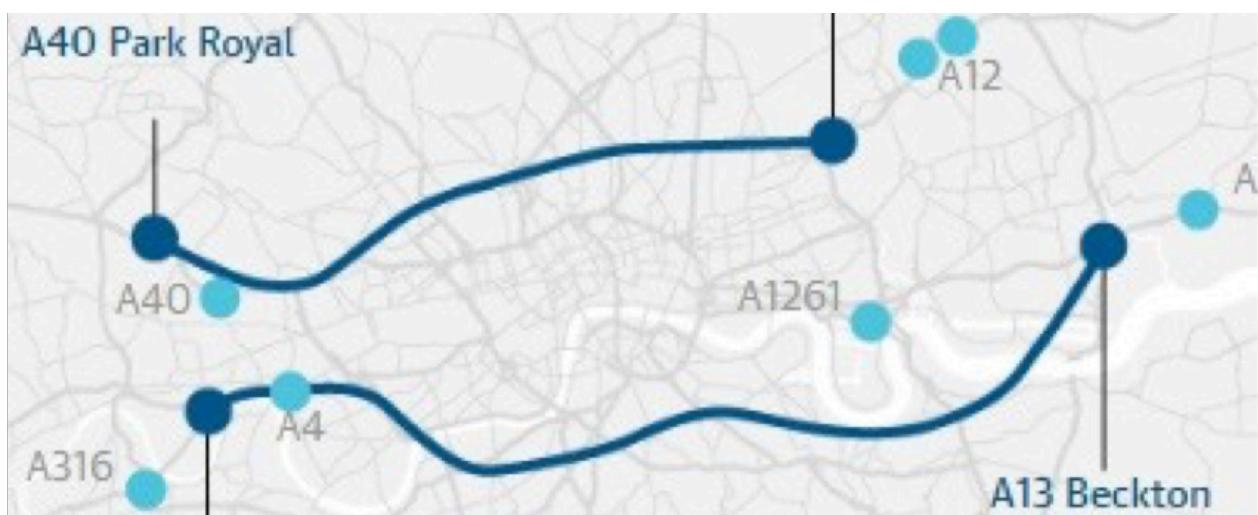 A40 Park Royal
A12
A
A40
A1261
A4
A316
A13 Beckton